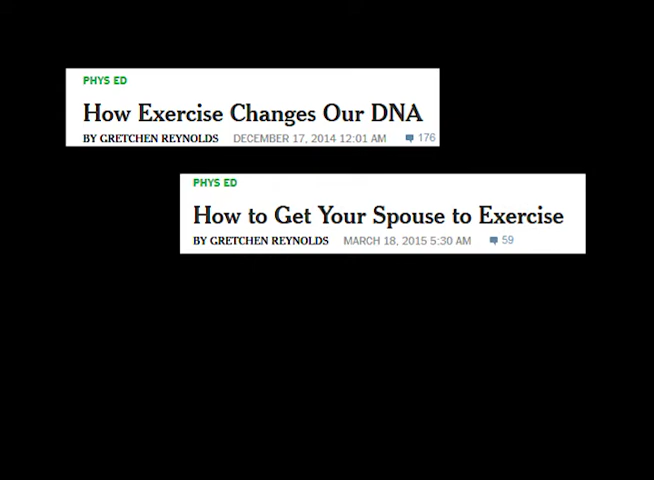 PHYS ED
How Exercise Changes Our DNA
BY GRETCHEN REYNOLDS DECEMBER 17, 2014 12:01 AM 176
PHYS ED
How to Get Your Spouse to Exercise
BY GRETCHEN REYNOLDS MARCH 18, 2015 5:30 AM 59